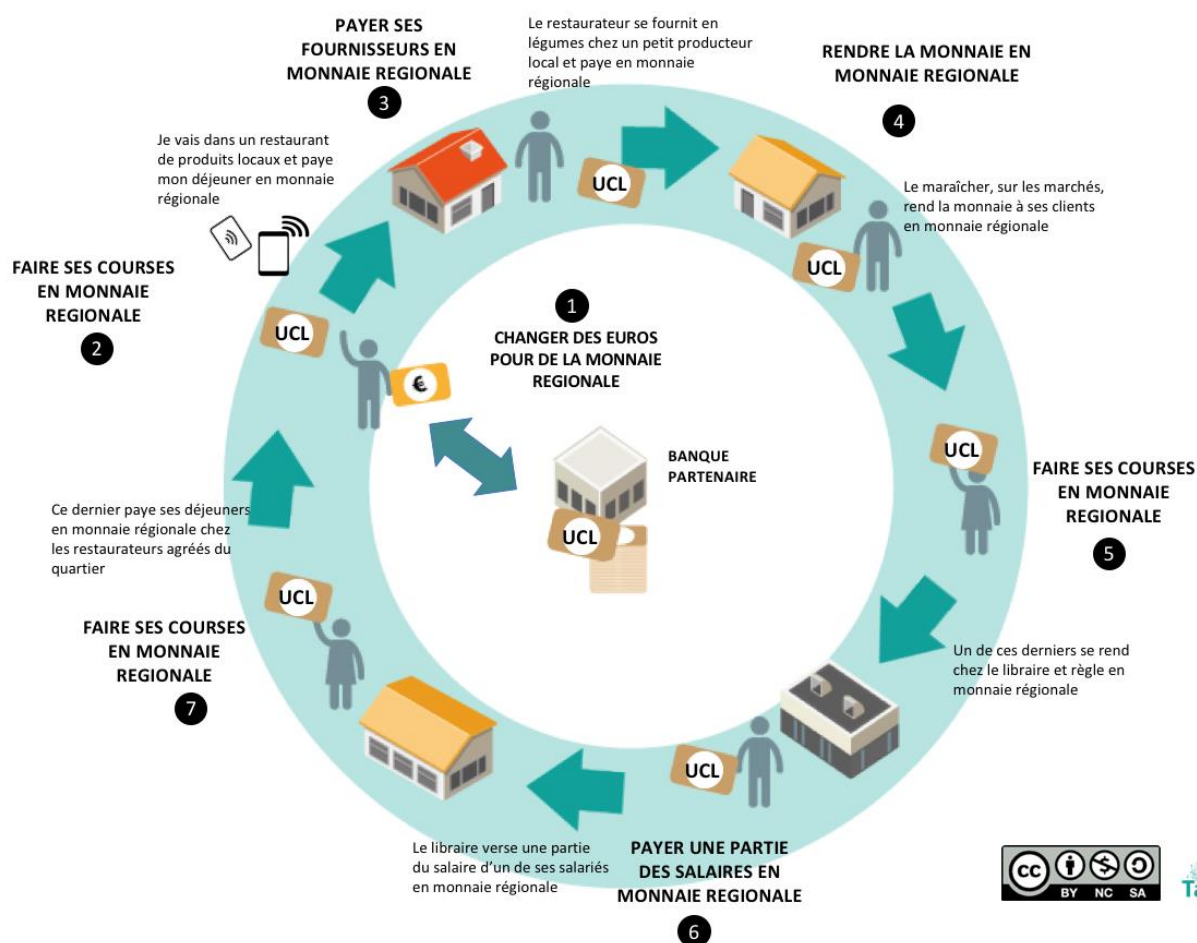 PAYER SES
FOURNISSEURS EN
MONNAIE REGIONALE
3
Le restaurateur se fournit en
légumes chez un petit producteur
local et paye en monnaie
régionale
RENDRE LA MONNAIE EN
MONNAIE REGIONALE
4
Je vais dans un restaurant
de produits locaux et paye
mon déjeuner en monnaie
régionale
UCL
Le maraîcher, sur les marchés,
rend la monnaie à ses clients
en monnaie régionale
UCL
FAIRE SES COURSES
EN MONNAIE
REGIONALE
2
UCL
€
1
CHANGER DES EUROS
POUR DE LA MONNAIE
REGIONALE
BANQUE
PARTENAIRE
UCL
UCL
FAIRE SES COURSES
EN MONNAIE
REGIONALE
5
Ce dernier paye ses déjeuners
en monnaie régionale chez
les restaurateurs agréés du
quartier
UCL
FAIRE SES COURSES
EN MONNAIE
REGIONALE
7
Un de ces derniers se rend
chez le libraire et règle en
monnaie régionale
UCL
Le libraire verse une partie
du salaire d'un de ses salariés
en monnaie régionale
PAYER UNE PARTIE
DES SALAIRES EN
MONNAIE REGIONALE
6
cc
BY NC SA